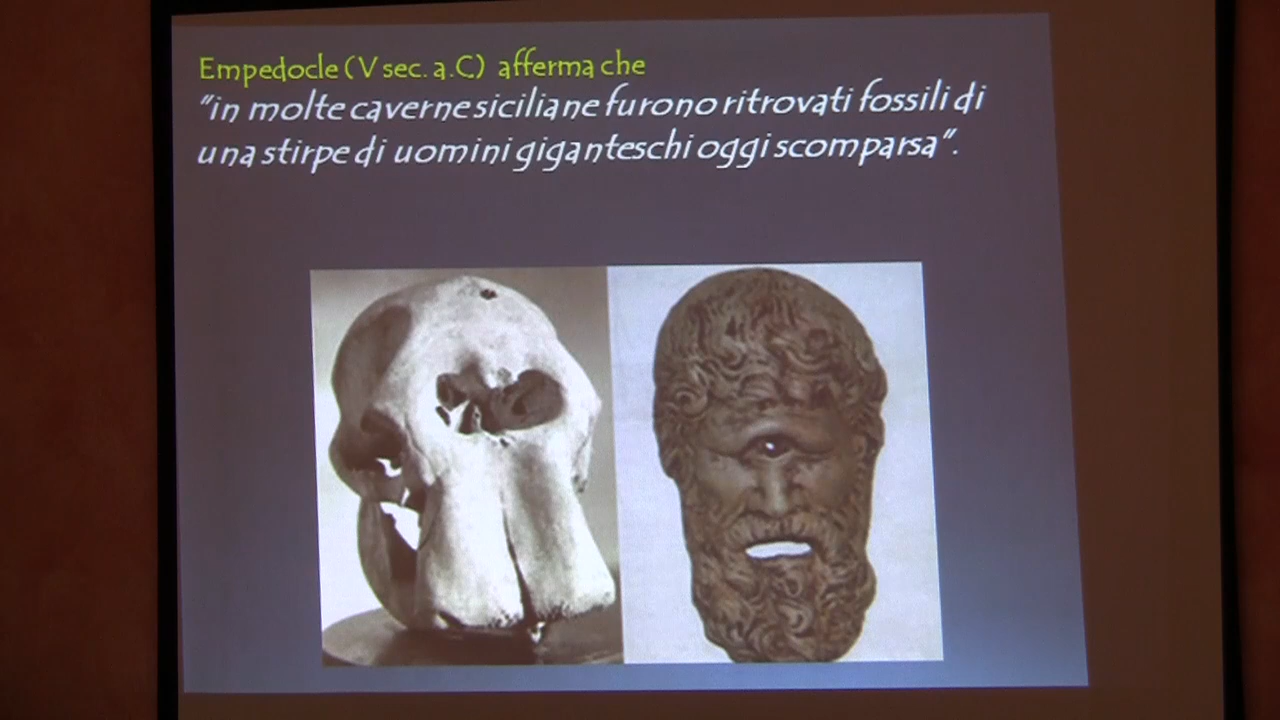 Empedocle (V sec. a.C) afferma che
"in molte caverne siciliane furono ritrovati fossili di
una stirpe di uomini giganteschi oggi scomparsa".